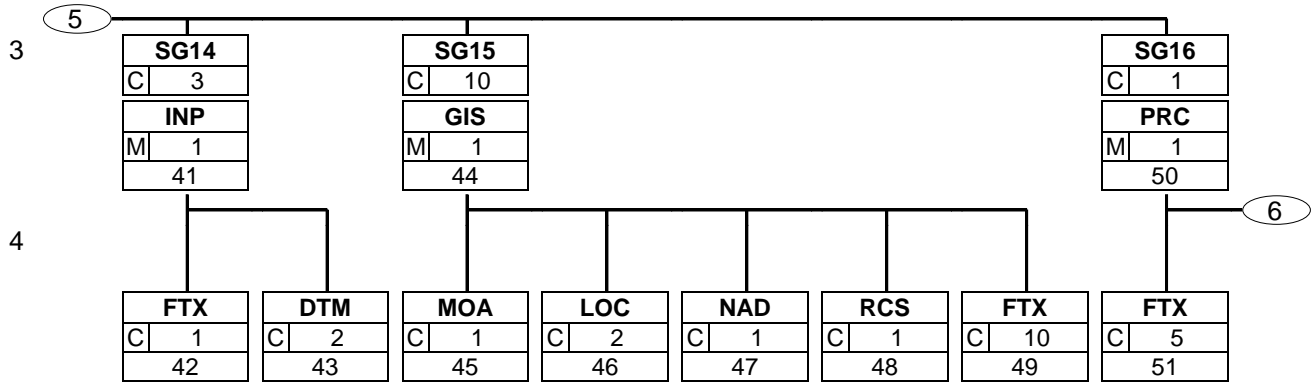 5
3 SG14 SG15 SG16
C 3 C 10 C 1
INP GIS PRC
M 1 M 1 M 1
41 44 50
6
4
FTX DTM MOA LOC NAD RCS FTX FTX
C 1 C 2 C 1 C 2 C 1 C 1 C 10 C 5
42 43 45 46 47 48 49 51